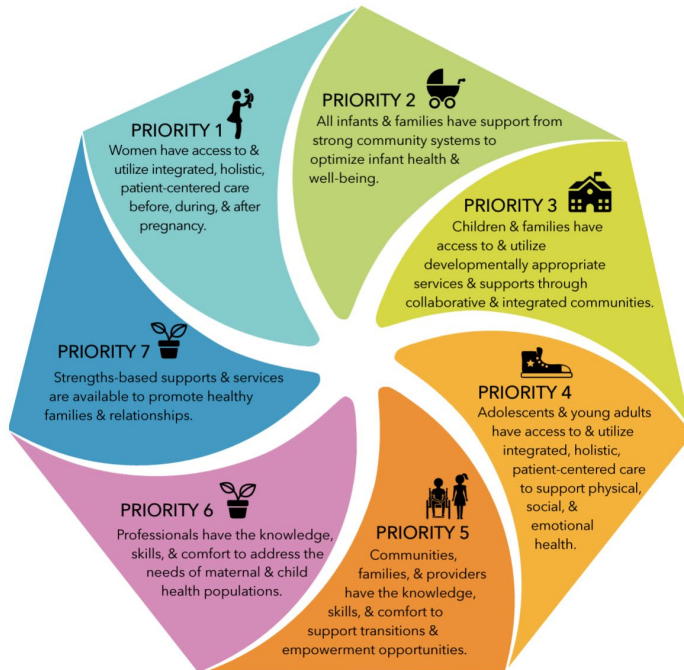 PRIORITY 1
Women have access to &
utilize integrated, holistic,
patient-centered care
before, during, & after
pregnancy.
PRIORITY 2
All infants & families have support from
strong community systems to
optimize infant health &
well-being.
PRIORITY 3
Children & families have
access to & utilize
developmentally appropriate
services & supports through
collaborative & integrated communities.
PRIORITY 4
Adolescents & young adults
have access to & utilize
integrated, holistic,
patient-centered care
to support physical,
social, &
emotional
health.
PRIORITY 5
Communities,
families, & providers
have the knowledge,
skills, & comfort to
support transitions &
empowerment opportunities.
PRIORITY 6
Professionals have the knowledge,
skills, & comfort to address the
needs of maternal & child
health populations.
PRIORITY 7
Strengths-based supports & services
are available to promote healthy
families & relationships.